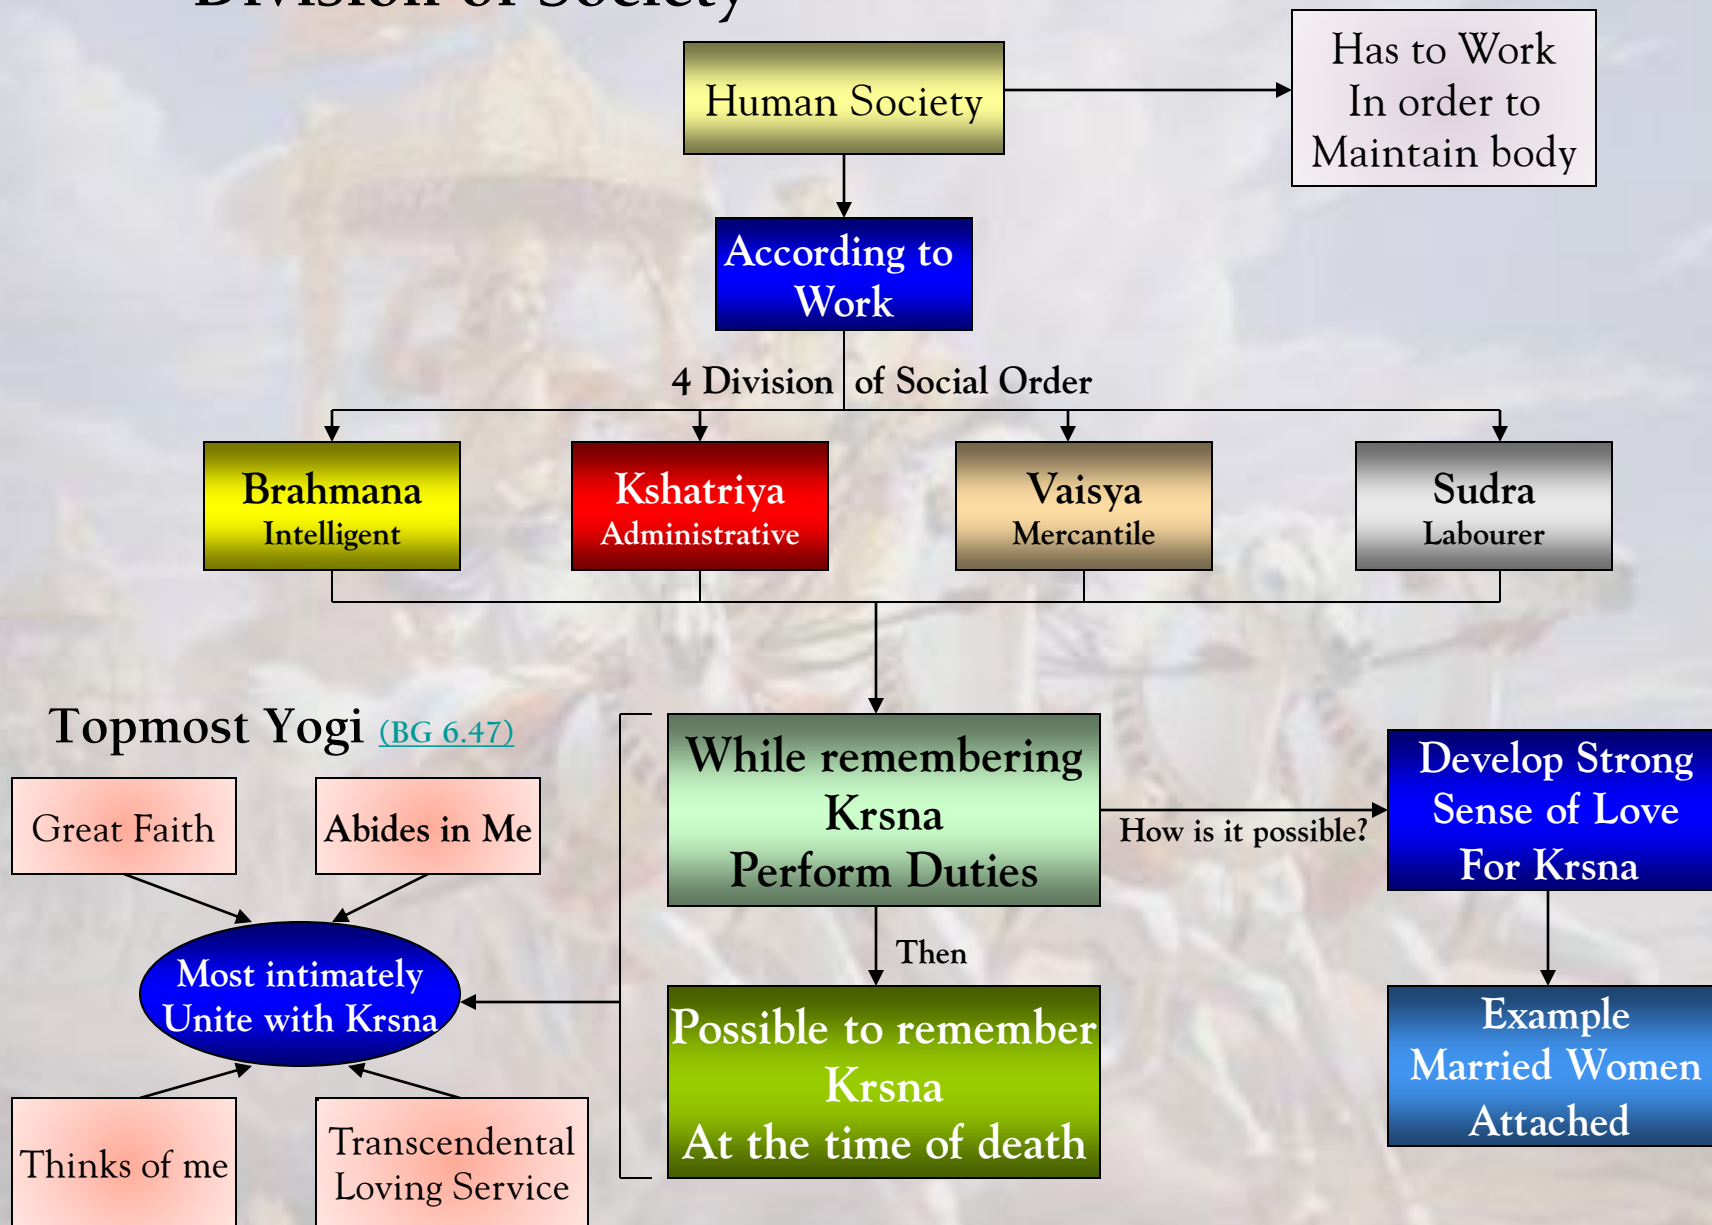 Division of Society
Human Society
Has to Work
In order to
Maintain body
According to
Work
4 Division of Social Order
Brahmana
Intelligent
Kshatriya
Administrative
Vaisya
Mercantile
Sudra
Labourer
Topmost Yogi (BG 6.47)
Great Faith
Abides in Me
Most intimately
Unite with Krsna
Thinks of me
Transcendental
Loving Service
While remembering
Krsna
Perform Duties
How is it possible?
Develop Strong
Sense of Love
For Krsna
Then
Possible to remember
Krsna
At the time of death
Example
Married Women
Attached